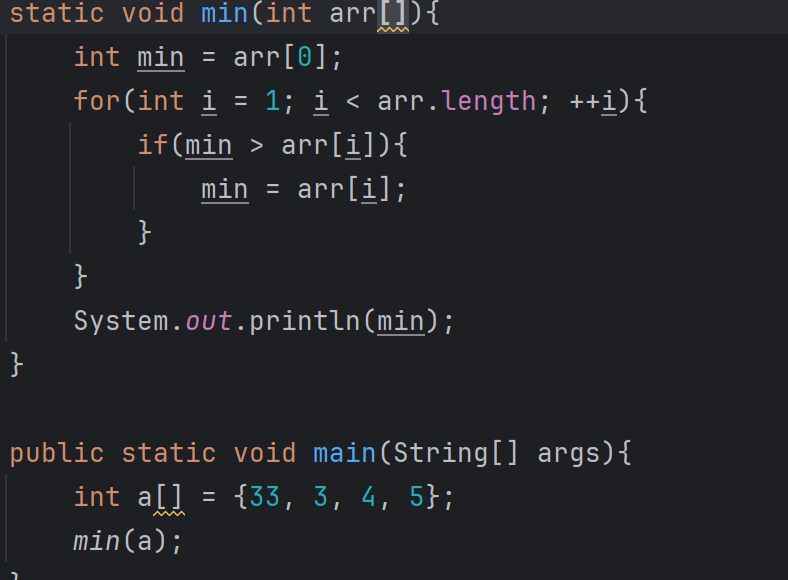 static void min(int arr[]){
    int min = arr[0];
    for(int i = 1; i < arr.length; ++i){
        if(min > arr[i]){
            min = arr[i];
        }
    }
    System.out.println(min);
}

public static void main(String[] args){
    int a[] = {33, 3, 4, 5};
    min(a);
}